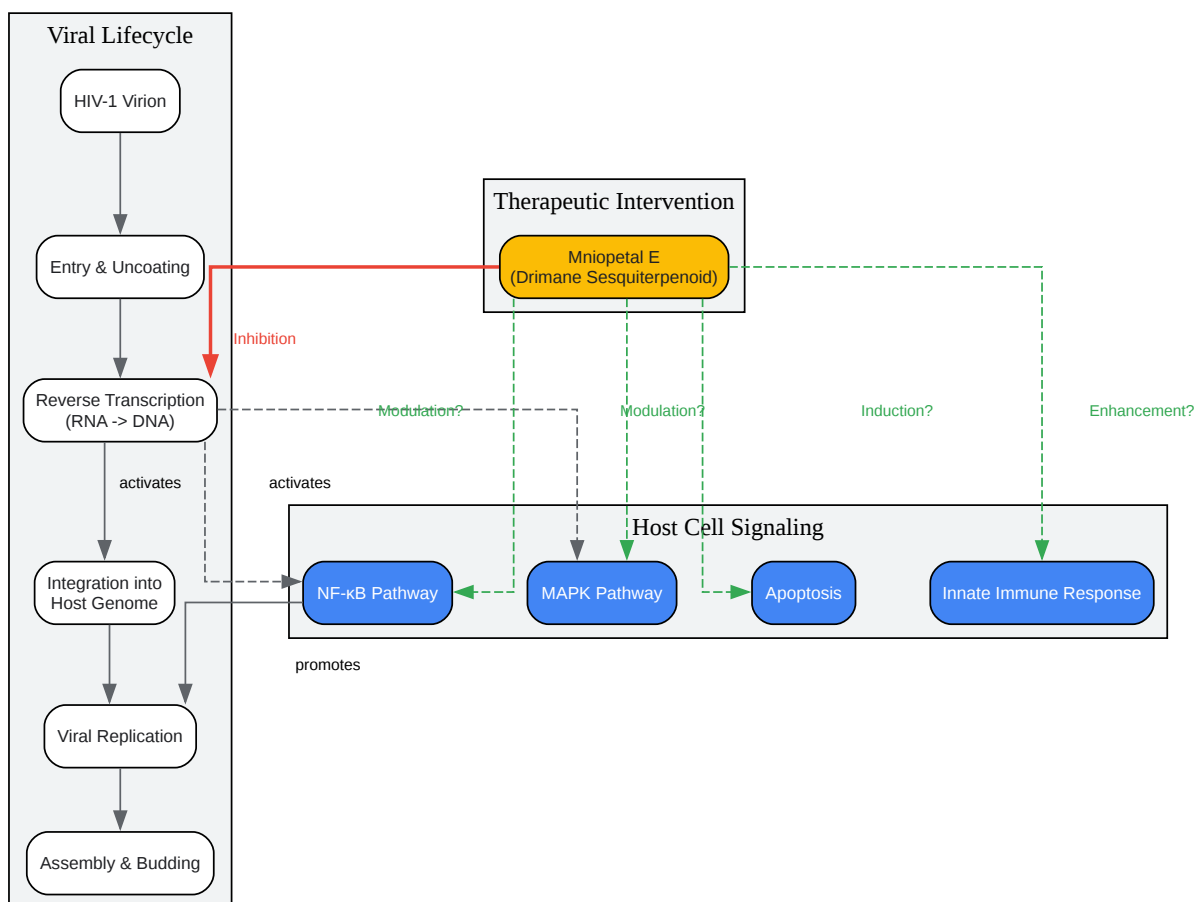 Viral Lifecycle
HIV-1 Virion
Therapeutic Intervention
Entry & Uncoating
Mniopetal E
(Drimane Sesquiterpenoid)
Inhibition
Reverse Transcription
(RNA -> DNA)
Modulation?
Modulation?
Induction?
Enhancement?
activates
activates
Host Cell Signaling
Integration into
Host Genome
NF-κB Pathway
MAPK Pathway
Apoptosis
Innate Immune Response
promotes
Viral Replication
Assembly & Budding